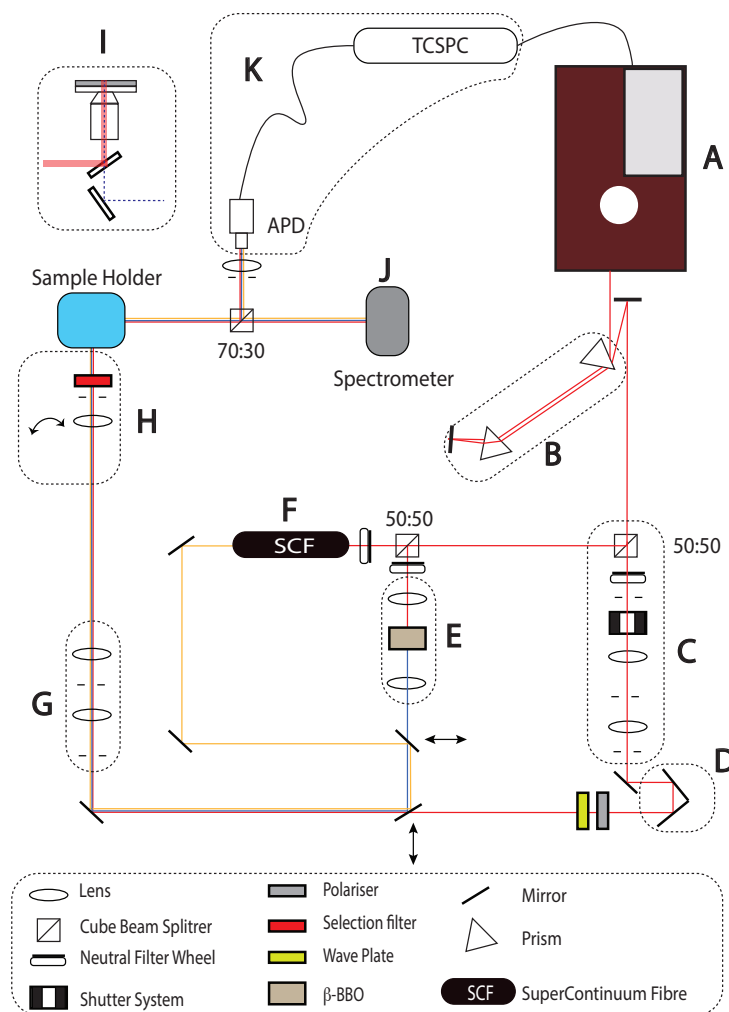 I
K
TCSPC
A
APD
Sample Holder
J
70:30
Spectrometer
H
B
F
50:50
SCF
50:50
E
C
G
D
Lens
Cube Beam Splitrer
Neutral Filter Wheel
Shutter System
Polariser
Selection filter
Wave Plate
β-BBO
Mirror
Prism
SCF
SuperContinuum Fibre